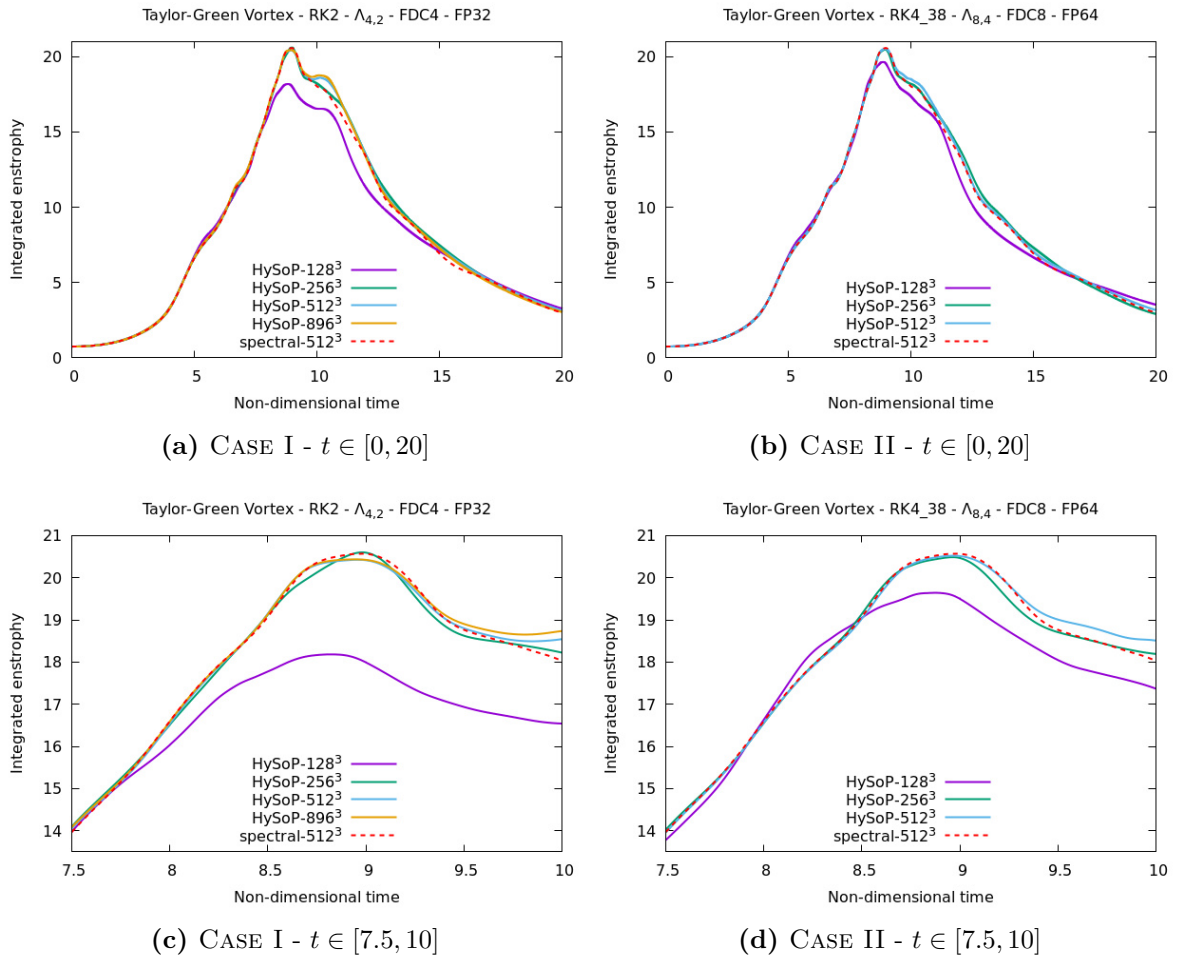 Taylor-Green Vortex - RK2 - Λ4,2 - FDC4 - FP32
20
15
10
5
0
Integrated enstrophy
HySoP-128³
HySoP-256³
HySoP-512³
HySoP-896³
spectral-512³
0 5 10 15 20
Non-dimensional time
(a) CASE I - t ∈ [0, 20]
Taylor-Green Vortex - RK4_38 - Λ8,4 - FDC8 - FP64
20
15
10
5
0
Integrated enstrophy
HySoP-128³
HySoP-256³
HySoP-512³
spectral-512³
0 5 10 15 20
Non-dimensional time
(b) CASE II - t ∈ [0, 20]
Taylor-Green Vortex - RK2 - Λ4,2 - FDC4 - FP32
21
20
19
18
17
16
15
14
Integrated enstrophy
HySoP-128³
HySoP-256³
HySoP-512³
HySoP-896³
spectral-512³
7.5 8 8.5 9 9.5 10
Non-dimensional time
(c) CASE I - t ∈ [7.5, 10]
Taylor-Green Vortex - RK4_38 - Λ8,4 - FDC8 - FP64
21
20
19
18
17
16
15
14
Integrated enstrophy
HySoP-128³
HySoP-256³
HySoP-512³
spectral-512³
7.5 8 8.5 9 9.5 10
Non-dimensional time
(d) CASE II - t ∈ [7.5, 10]